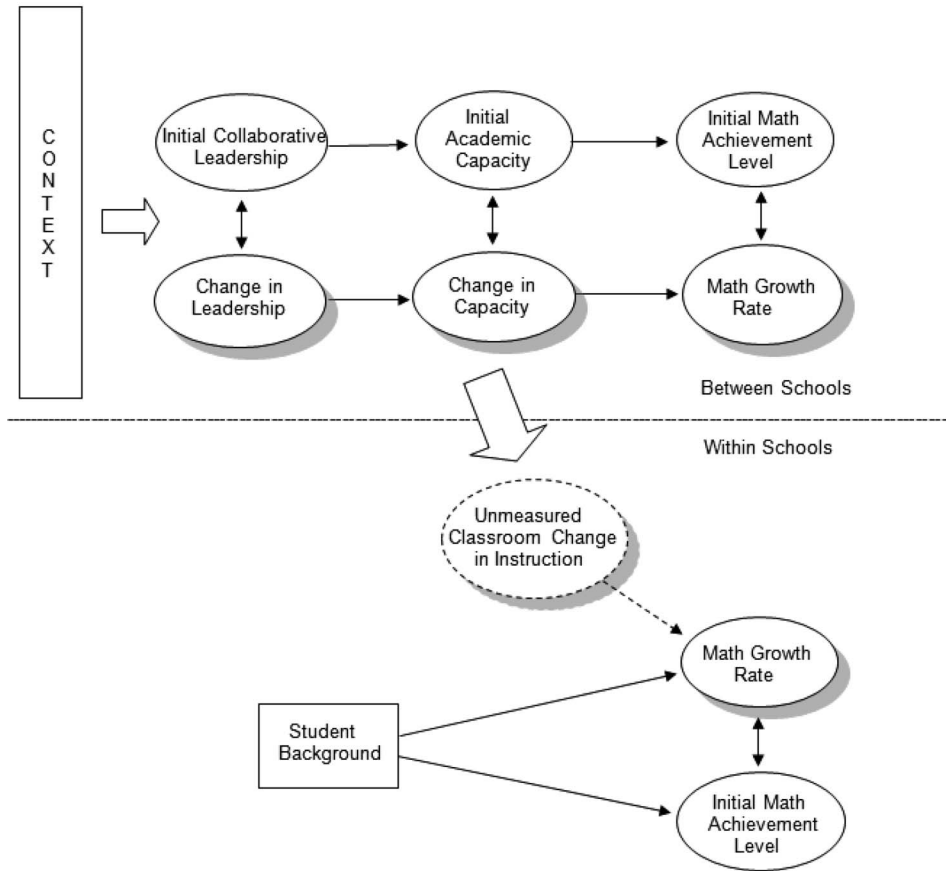 CONTEXT
Initial Collaborative
Leadership
Initial
Academic
Capacity
Initial Math
Achievement
Level
Change in
Leadership
Change in
Capacity
Math Growth
Rate
Between Schools
Within Schools
Unmeasured
Classroom Change
in Instruction
Math Growth
Rate
Student
Background
Initial Math
Achievement
Level